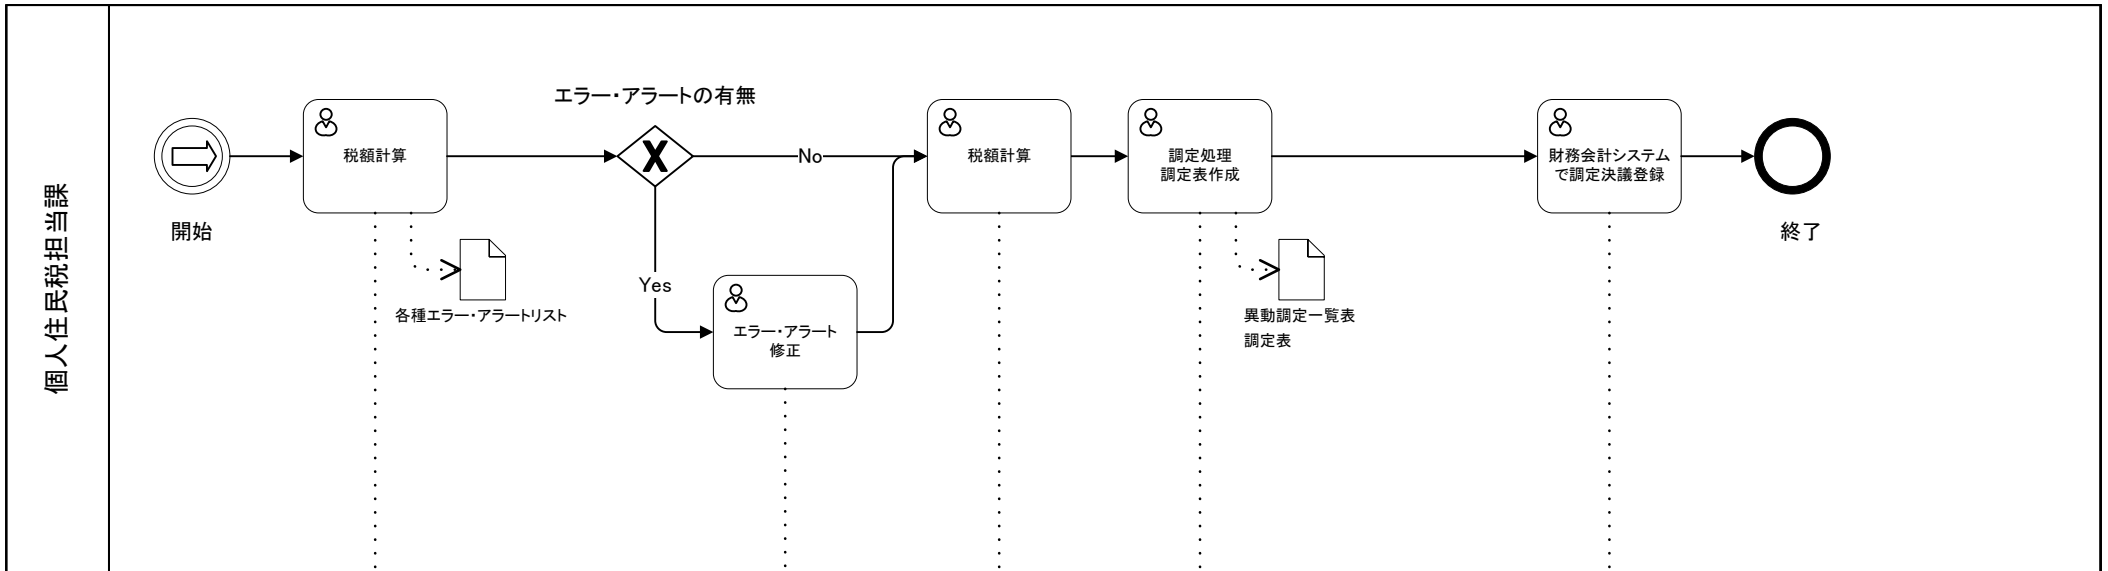 個人住民税担当課
開始
税額計算
各種エラー・アラートリスト
エラー・アラートの有無
No
Yes
エラー・アラート
修正
税額計算
調定処理
調定表作成
異動調定一覧表
調定表
財務会計システム
で調定決議登録
終了